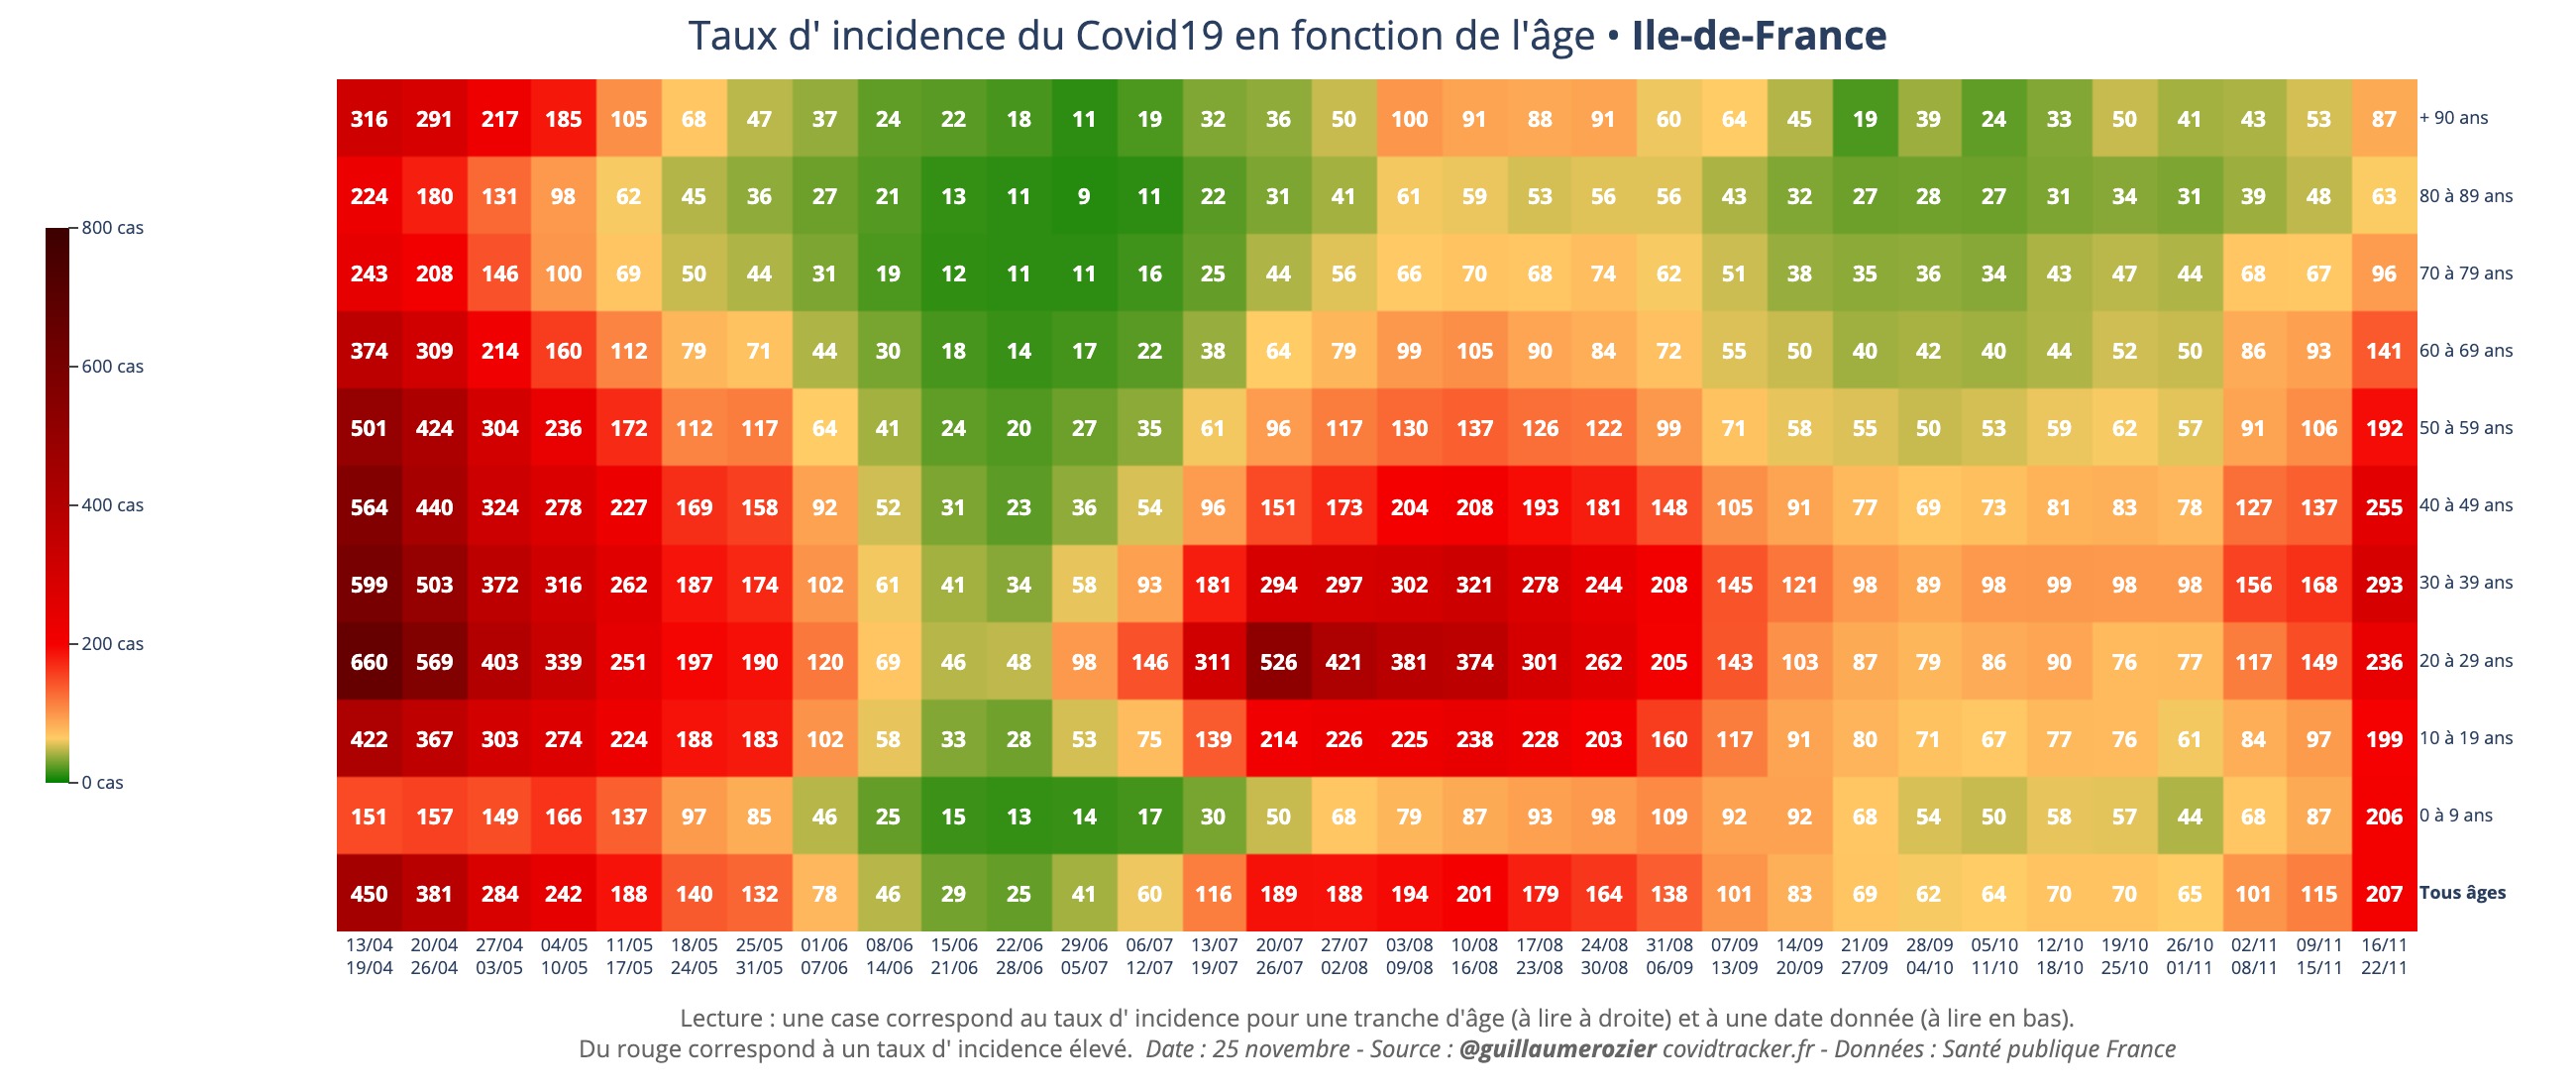 Taux d' incidence du Covid19 en fonction de l'âge • Ile-de-France
316 291 217 185 105 68 47 37 24 22 18 11 19 32 36 50 100 91 88 91 60 64 45 19 39 24 33 50 41 43 53 87 + 90 ans
224 180 131 98 62 45 36 27 21 13 11 9 11 22 31 41 61 59 53 56 56 43 32 27 28 27 31 34 31 39 48 63 80 à 89 ans
800 cas
243 208 146 100 69 50 44 31 19 12 11 11 16 25 44 56 66 70 68 74 62 51 38 35 36 34 43 47 44 68 67 96 70 à 79 ans
374 309 214 160 112 79 71 44 30 18 14 17 22 38 64 79 99 105 90 84 72 55 50 40 42 40 44 52 50 86 93 141 60 à 69 ans
600 cas
501 424 304 236 172 112 117 64 41 24 20 27 35 61 96 117 130 137 126 122 99 71 58 55 50 53 59 62 57 91 106 192 50 à 59 ans
400 cas
564 440 324 278 227 169 158 92 52 31 23 36 54 96 151 173 204 208 193 181 148 105 91 77 69 73 81 83 78 127 137 255 40 à 49 ans
599 503 372 316 262 187 174 102 61 41 34 58 93 181 294 297 302 321 278 244 208 145 121 98 89 98 99 98 98 156 168 293 30 à 39 ans
200 cas
660 569 403 339 251 197 190 120 69 46 48 98 146 311 526 421 381 374 301 262 205 143 103 87 79 86 90 76 77 117 149 236 20 à 29 ans
422 367 303 274 224 188 183 102 58 33 28 53 75 139 214 226 225 238 228 203 160 117 91 80 71 67 77 76 61 84 97 199 10 à 19 ans
0 cas
151 157 149 166 137 97 85 46 25 15 13 14 17 30 50 68 79 87 93 98 109 92 92 68 54 50 58 57 44 68 87 206 0 à 9 ans
450 381 284 242 188 140 132 78 46 29 25 41 60 116 189 188 194 201 179 164 138 101 83 69 62 64 70 70 65 101 115 207 Tous âges
13/04 20/04 27/04 04/05 11/05 18/05 25/05 01/06 08/06 15/06 22/06 29/06 06/07 13/07 20/07 27/07 03/08 10/08 17/08 24/08 31/08 07/09 14/09 21/09 28/09 05/10 12/10 19/10 26/10 02/11 09/11 16/11
19/04 26/04 03/05 10/05 17/05 24/05 31/05 07/06 14/06 21/06 28/06 05/07 12/07 19/07 26/07 02/08 09/08 16/08 23/08 30/08 06/09 13/09 20/09 27/09 04/10 11/10 18/10 25/10 01/11 08/11 15/11 22/11
Lecture : une case correspond au taux d' incidence pour une tranche d'âge (à lire à droite) et à une date donnée (à lire en bas).
Du rouge correspond à un taux d' incidence élevé. Date : 25 novembre - Source : @guillaumerozier covidtracker.fr - Données : Santé publique France